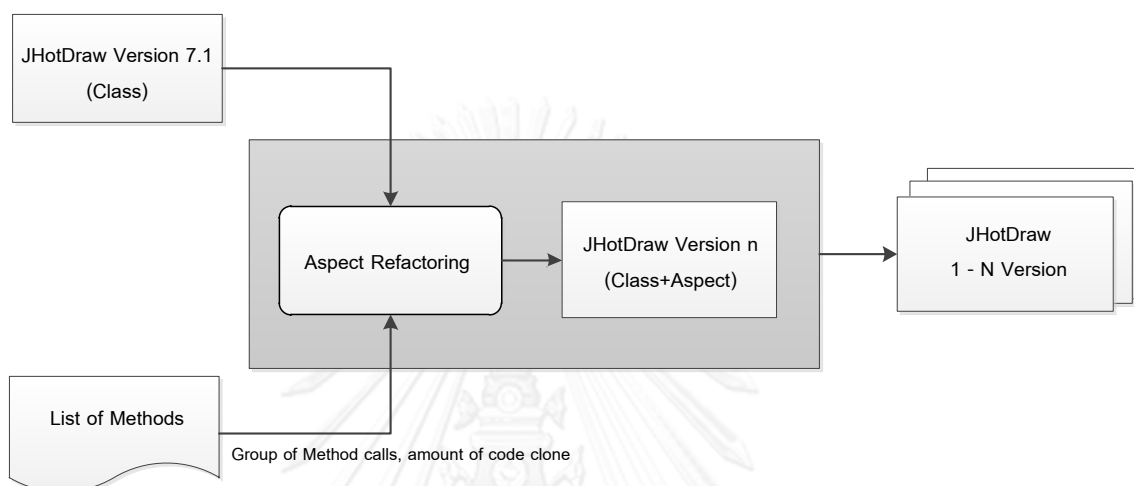 JHotDraw Version 7.1
(Class)
Aspect Refactoring
JHotDraw Version n
(Class+Aspect)
JHotDraw
1 - N Version
List of Methods
Group of Method calls, amount of code clone